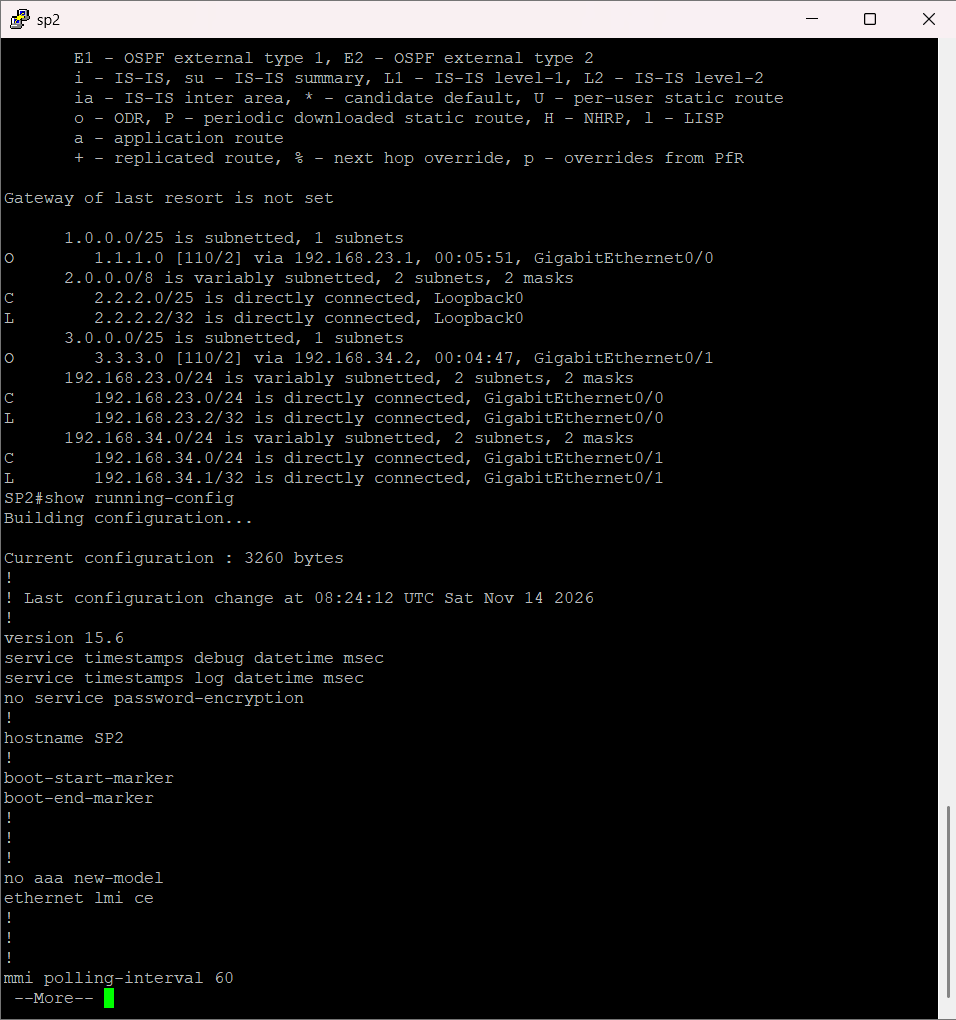 sp2
E1 - OSPF external type 1, E2 - OSPF external type 2
i - IS-IS, su - IS-IS summary, L1 - IS-IS level-1, L2 - IS-IS level-2
ia - IS-IS inter area, * - candidate default, U - per-user static route
o - ODR, P - periodic downloaded static route, H - NHRP, l - LISP
a - application route
+ - replicated route, % - next hop override, p - overrides from PfR
Gateway of last resort is not set
1.0.0.0/25 is subnetted, 1 subnets
O        1.1.1.0 [110/2] via 192.168.23.1, 00:05:51, GigabitEthernet0/0
2.0.0.0/8 is variably subnetted, 2 subnets, 2 masks
C        2.2.2.0/25 is directly connected, Loopback0
L        2.2.2.2/32 is directly connected, Loopback0
3.0.0.0/25 is subnetted, 1 subnets
O        3.3.3.0 [110/2] via 192.168.34.2, 00:04:47, GigabitEthernet0/1
192.168.23.0/24 is variably subnetted, 2 subnets, 2 masks
C        192.168.23.0/24 is directly connected, GigabitEthernet0/0
L        192.168.23.2/32 is directly connected, GigabitEthernet0/0
192.168.34.0/24 is variably subnetted, 2 subnets, 2 masks
C        192.168.34.0/24 is directly connected, GigabitEthernet0/1
L        192.168.34.1/32 is directly connected, GigabitEthernet0/1
SP2#show running-config
Building configuration...
Current configuration : 3260 bytes
!
! Last configuration change at 08:24:12 UTC Sat Nov 14 2026
!
version 15.6
service timestamps debug datetime msec
service timestamps log datetime msec
no service password-encryption
!
hostname SP2
!
boot-start-marker
boot-end-marker
!
!
!
no aaa new-model
ethernet lmi ce
!
!
!
mmi polling-interval 60
--More--